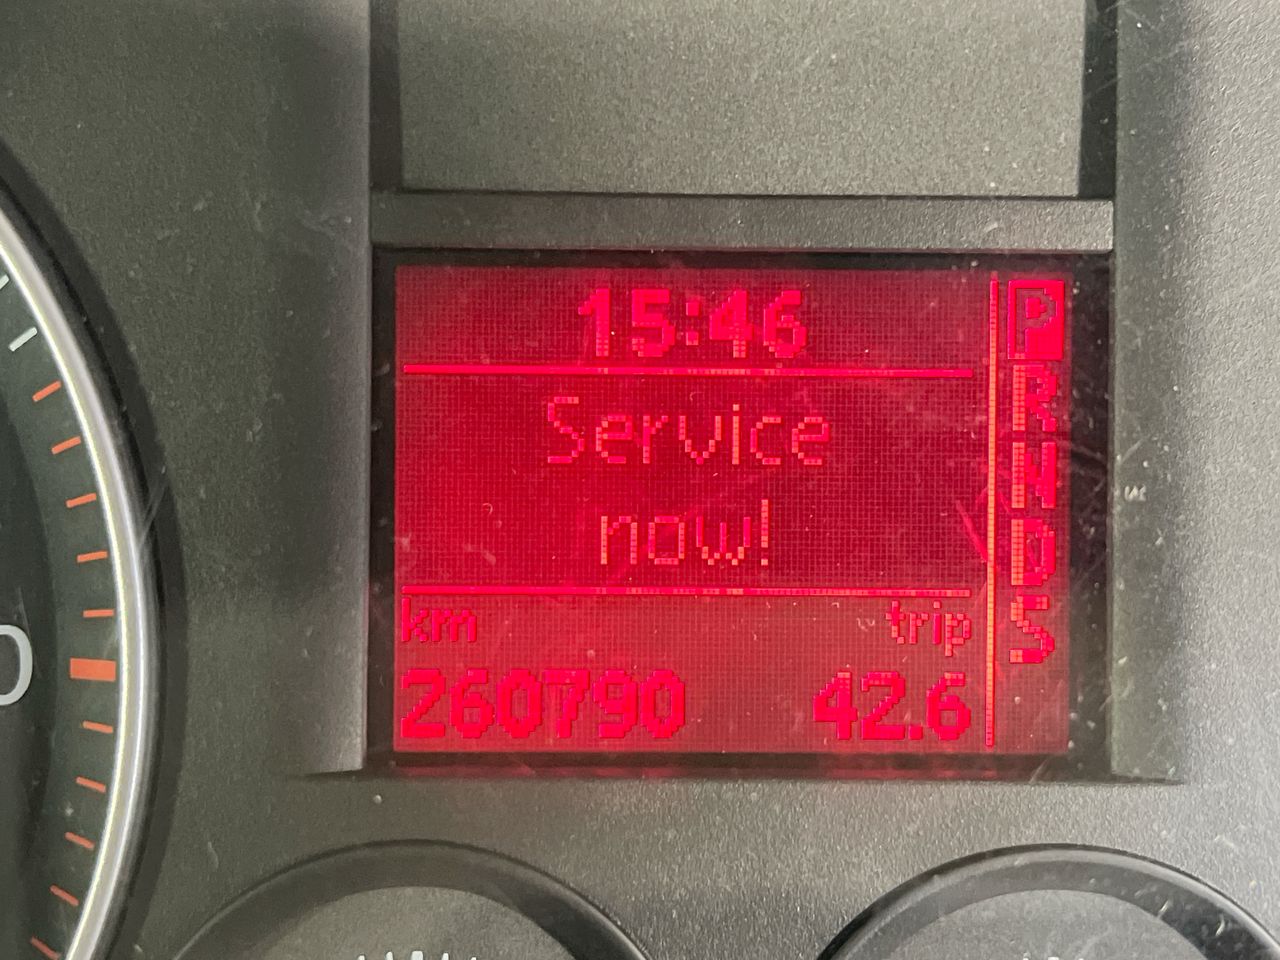 15:46
Service
now!
km trip
260790 42.6
P
R
N
D
S